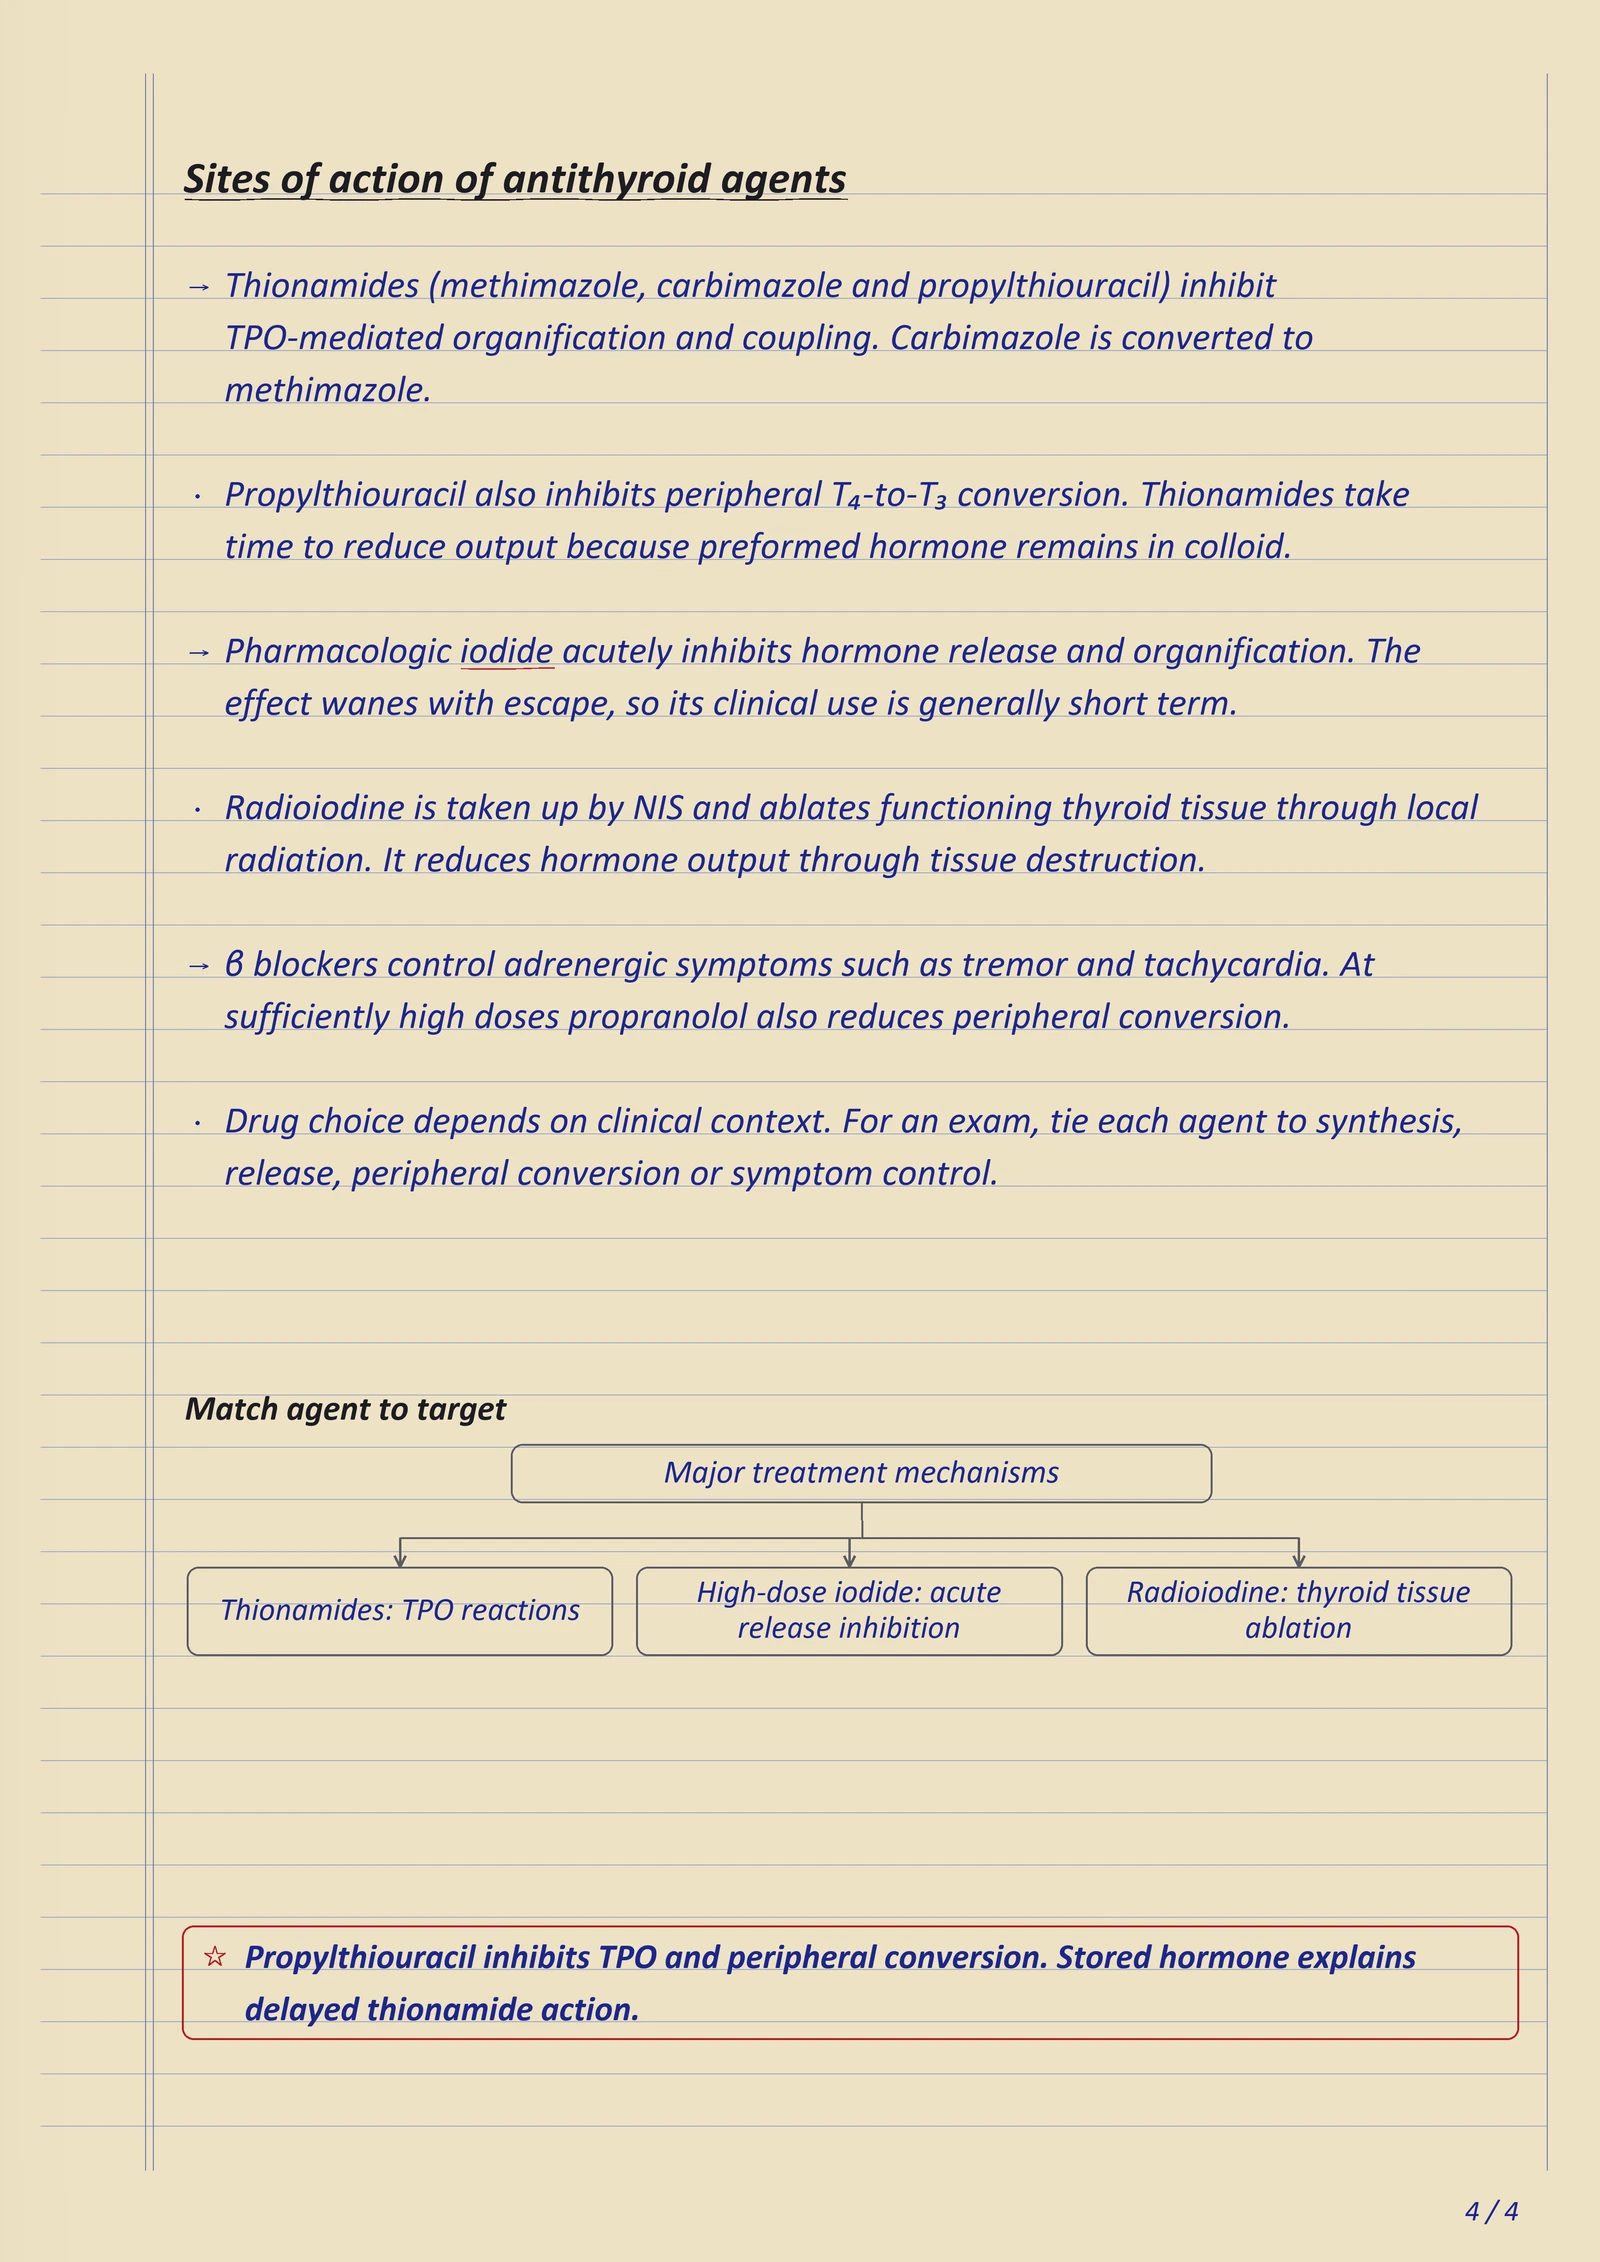 Sites of action of antithyroid agents
→ Thionamides (methimazole, carbimazole and propylthiouracil) inhibit
TPO-mediated organification and coupling. Carbimazole is converted to
methimazole.
· Propylthiouracil also inhibits peripheral T₄-to-T₃ conversion. Thionamides take
time to reduce output because preformed hormone remains in colloid.
→ Pharmacologic iodide acutely inhibits hormone release and organification. The
effect wanes with escape, so its clinical use is generally short term.
· Radioiodine is taken up by NIS and ablates functioning thyroid tissue through local
radiation. It reduces hormone output through tissue destruction.
→ β blockers control adrenergic symptoms such as tremor and tachycardia. At
sufficiently high doses propranolol also reduces peripheral conversion.
· Drug choice depends on clinical context. For an exam, tie each agent to synthesis,
release, peripheral conversion or symptom control.
Match agent to target
Major treatment mechanisms
Thionamides: TPO reactions
High-dose iodide: acute
release inhibition
Radioiodine: thyroid tissue
ablation
☆ Propylthiouracil inhibits TPO and peripheral conversion. Stored hormone explains
delayed thionamide action.
4 / 4